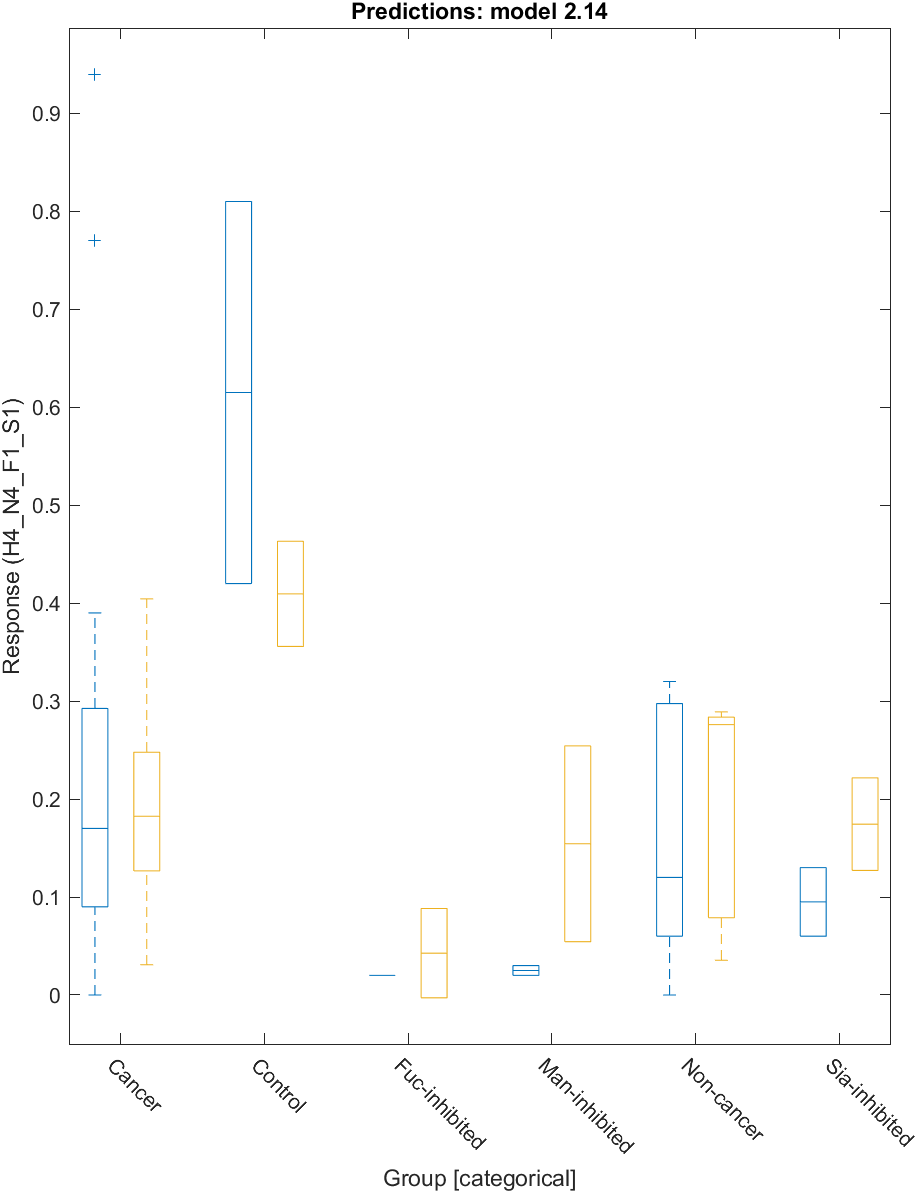 Predictions: model 2.14
Response (H4_N4_F1_S1)
0.9
0.8
0.7
0.6
0.5
0.4
0.3
0.2
0.1
0
Cancer
Control
Fuc-inhibited
Man-inhibited
Non-cancer
Sia-inhibited
Group [categorical]